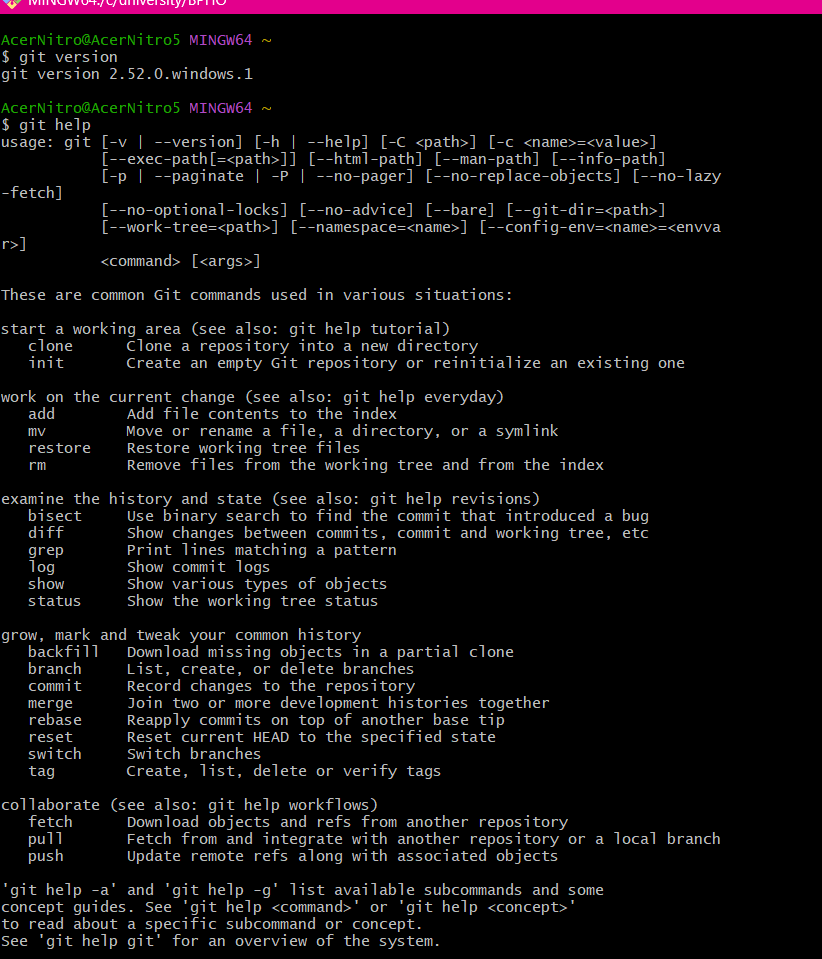 MINGW64:/c/university/BPHO
AcerNitro@AcerNitro5 MINGW64 ~
$ git version
git version 2.52.0.windows.1
AcerNitro@AcerNitro5 MINGW64 ~
$ git help
usage: git [-v | --version] [-h | --help] [-C <path>] [-c <name>=<value>]
           [--exec-path[=<path>]] [--html-path] [--man-path] [--info-path]
           [-p | --paginate | -P | --no-pager] [--no-replace-objects] [--no-lazy
-fetch]
           [--no-optional-locks] [--no-advice] [--bare] [--git-dir=<path>]
           [--work-tree=<path>] [--namespace=<name>] [--config-env=<name>=<envva
r>]
           <command> [<args>]
These are common Git commands used in various situations:
start a working area (see also: git help tutorial)
   clone      Clone a repository into a new directory
   init       Create an empty Git repository or reinitialize an existing one
work on the current change (see also: git help everyday)
   add        Add file contents to the index
   mv         Move or rename a file, a directory, or a symlink
   restore    Restore working tree files
   rm         Remove files from the working tree and from the index
examine the history and state (see also: git help revisions)
   bisect     Use binary search to find the commit that introduced a bug
   diff       Show changes between commits, commit and working tree, etc
   grep       Print lines matching a pattern
   log        Show commit logs
   show       Show various types of objects
   status     Show the working tree status
grow, mark and tweak your common history
   backfill   Download missing objects in a partial clone
   branch     List, create, or delete branches
   commit     Record changes to the repository
   merge      Join two or more development histories together
   rebase     Reapply commits on top of another base tip
   reset      Reset current HEAD to the specified state
   switch     Switch branches
   tag        Create, list, delete or verify tags
collaborate (see also: git help workflows)
   fetch      Download objects and refs from another repository
   pull       Fetch from and integrate with another repository or a local branch
   push       Update remote refs along with associated objects
'git help -a' and 'git help -g' list available subcommands and some
concept guides. See 'git help <command>' or 'git help <concept>'
to read about a specific subcommand or concept.
See 'git help git' for an overview of the system.